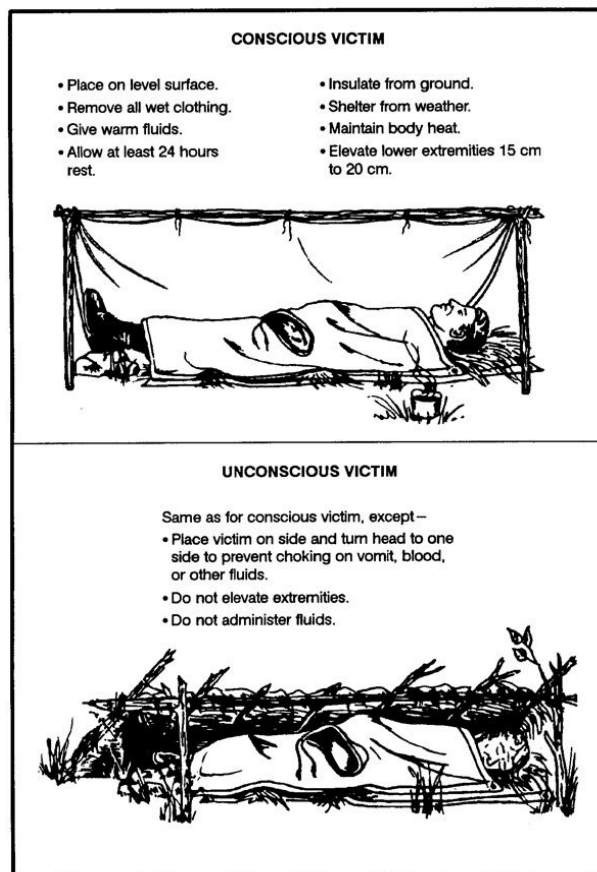 CONSCIOUS VICTIM
• Place on level surface.
• Remove all wet clothing.
• Give warm fluids.
• Allow at least 24 hours
rest.
• Insulate from ground.
• Shelter from weather.
• Maintain body heat.
• Elevate lower extremities 15 cm
to 20 cm.
UNCONSCIOUS VICTIM
Same as for conscious victim, except—
• Place victim on side and turn head to one
side to prevent choking on vomit, blood,
or other fluids.
• Do not elevate extremities.
• Do not administer fluids.